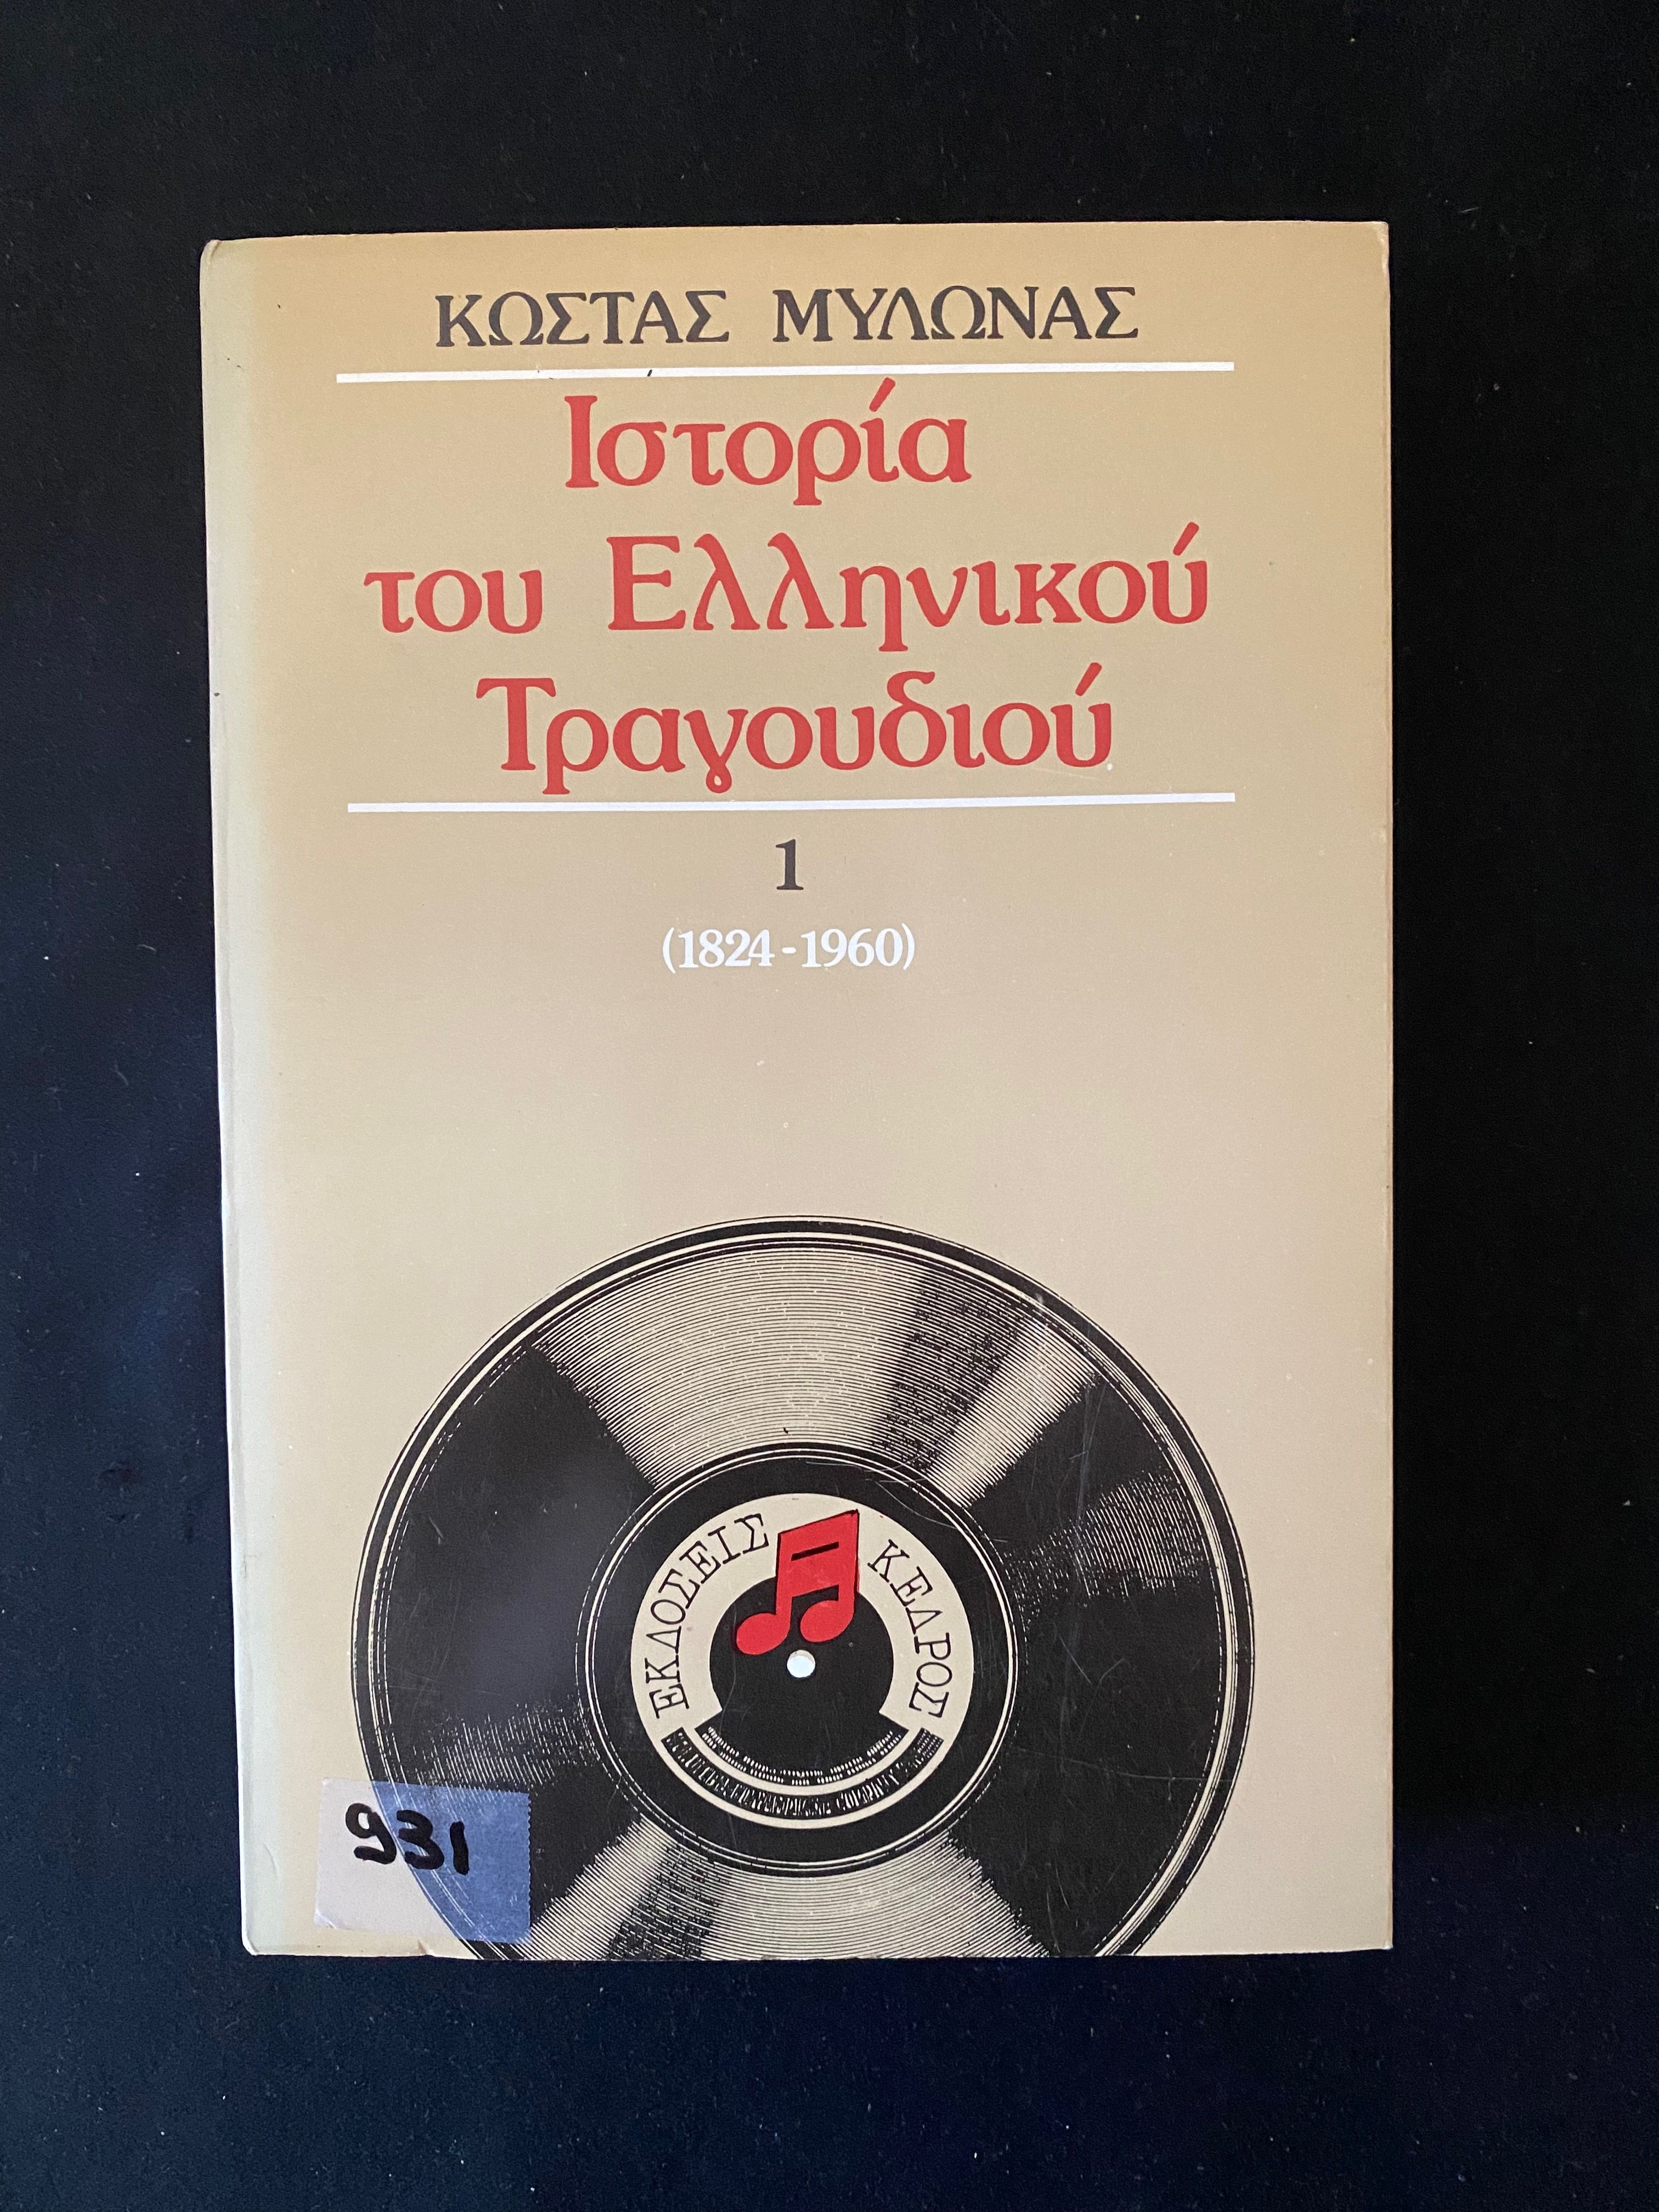 ΚΩΣΤΑΣ ΜΥΛΩΝΑΣ
Ιστορία
του Ελληνικού
Τραγουδιού
1
(1824-1960)
ΕΚΔΟΣΕΙΣ ΚΕΔΡΟΣ
931